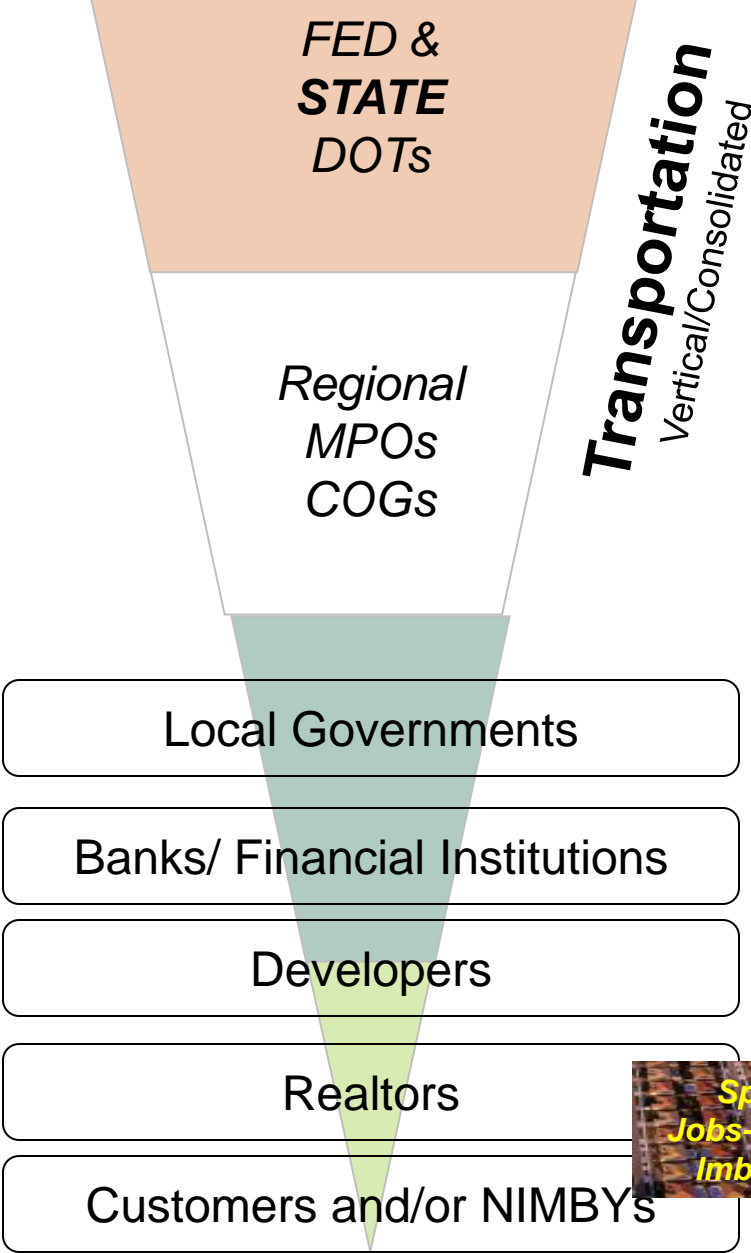 FED &
STATE
DOTs
Transportation
Vertical/Consolidated
Regional
MPOs
COGs
Local Governments
Banks/ Financial Institutions
Developers
Realtors
Customers and/or NIMBYs
Jobs-